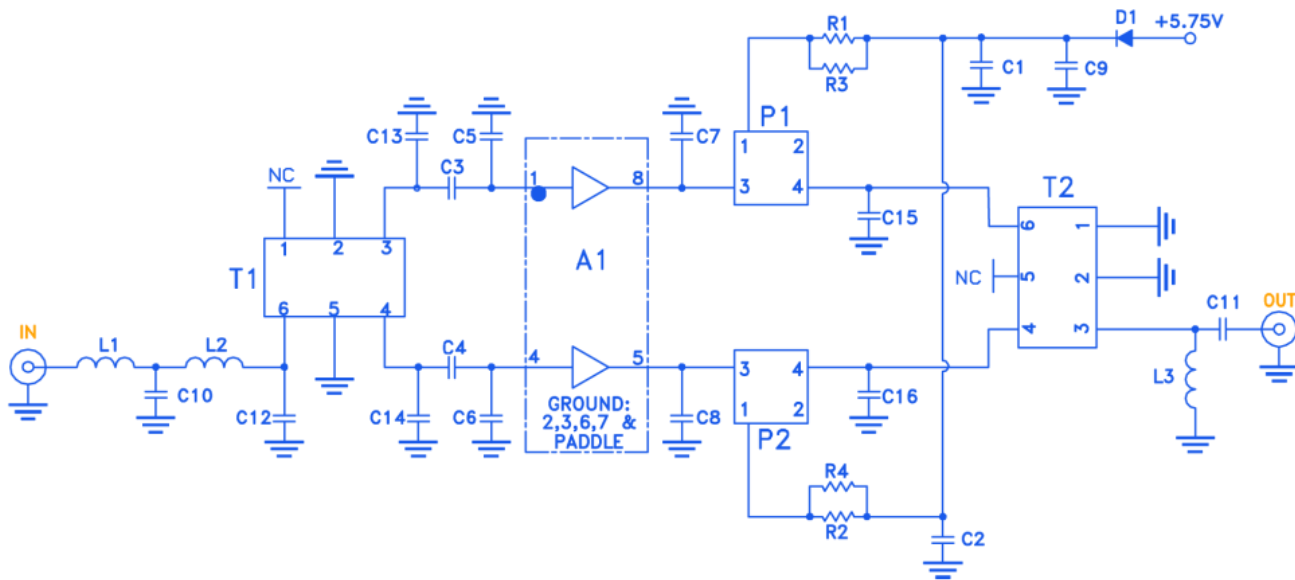 R1
D1
+5.75V
R3
C1
C9
C13
C5
C7
P1
1
2
3
4
C3
NC
1
8
C15
T2
6
1
5
2
4
3
NC
C11
OUT
L3
T1
1
2
3
6
5
4
A1
IN
L1
L2
C10
C12
C4
C14
C6
4
5
GROUND:
2,3,6,7 &
PADDLE
C8
3
4
1
2
P2
C16
R4
R2
C2